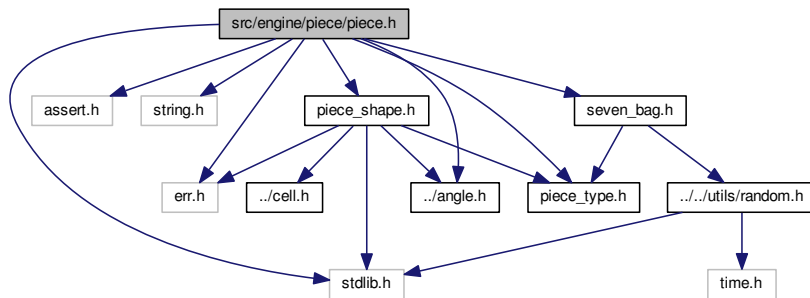 src/engine/piece/piece.h
assert.h
string.h
piece_shape.h
seven_bag.h
err.h
../cell.h
../angle.h
piece_type.h
../../utils/random.h
stdlib.h
time.h